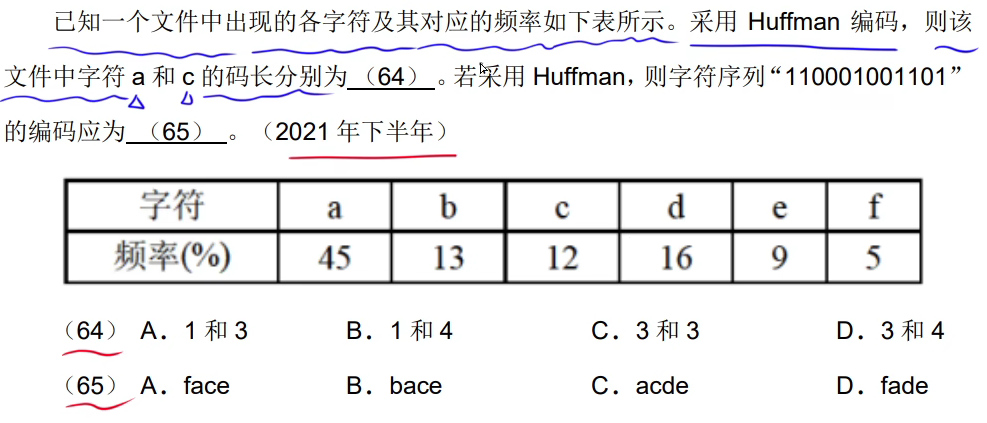 已知一个文件中出现的各字符及其对应的频率如下表所示。采用 Huffman 编码，则该
文件中字符 a 和 c 的码长分别为（64）。若采用 Huffman，则字符序列“110001001101”
的编码应为（65）。（2021 年下半年）
字符 a b c d e f
频率(%) 45 13 12 16 9 5
（64） A．1 和 3 B．1 和 4 C．3 和 3 D．3 和 4
（65） A．face B．bace C．acde D．fade